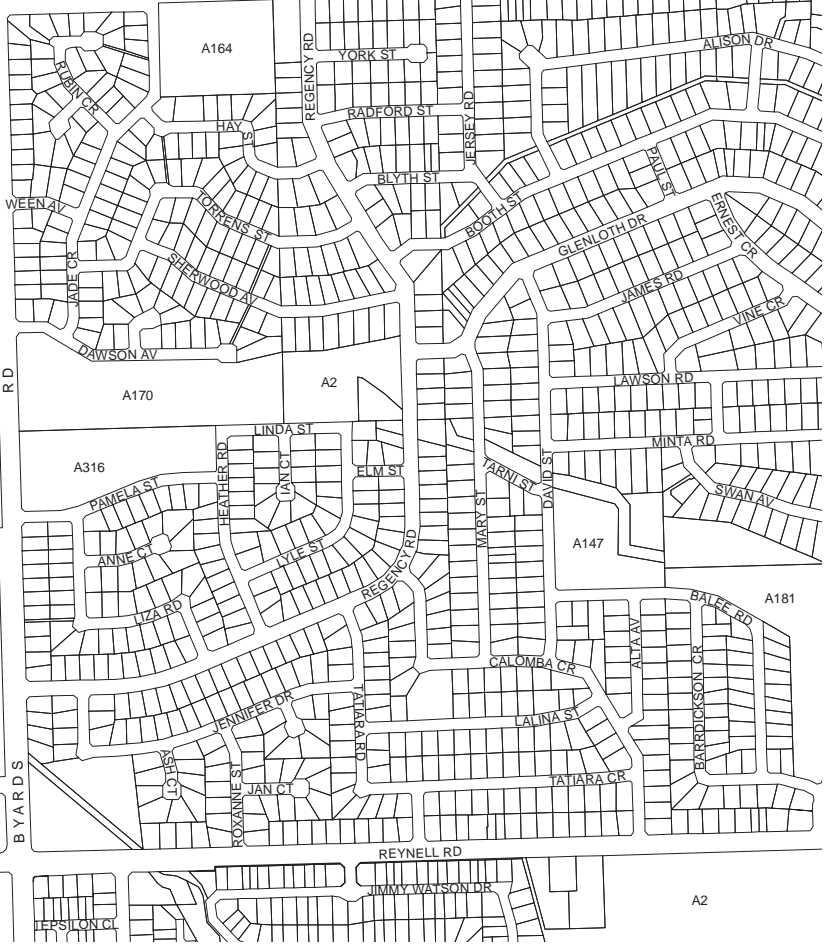 A164
REGENCY RD
YORK ST
ALISON DR
RUBIN CR
JERSEY RD
RADFORD ST
HAY ST
BLYTH ST
PAUL ST
WEEN AV
TORRENS ST
BOOTH ST
ERNEST CR
GLENLOTH DR
JADE CR
SHERWOOD AV
JAMES RD
VINE CR
DAWSON AV
RD
A170
A2
LAWSON RD
LINDA ST
MINTA RD
A316
HEATHER RD
IAN CT
ELM ST
TARNI ST
DAVID ST
SWAN AV
PAMELA ST
MARY ST
A147
ANNE CT
LYLE ST
REGENCY RD
BALEE RD
A181
LIZA RD
ALTA AV
BARRDICKSON CR
CALOMBA CR
JENNIFER DR
TATIARA RD
LALINA ST
ASH CT
ROXANNE ST
JAN CT
TATIARA CR
BYARDS
REYNELL RD
JIMMY WATSON DR
A2
EPSILON CL